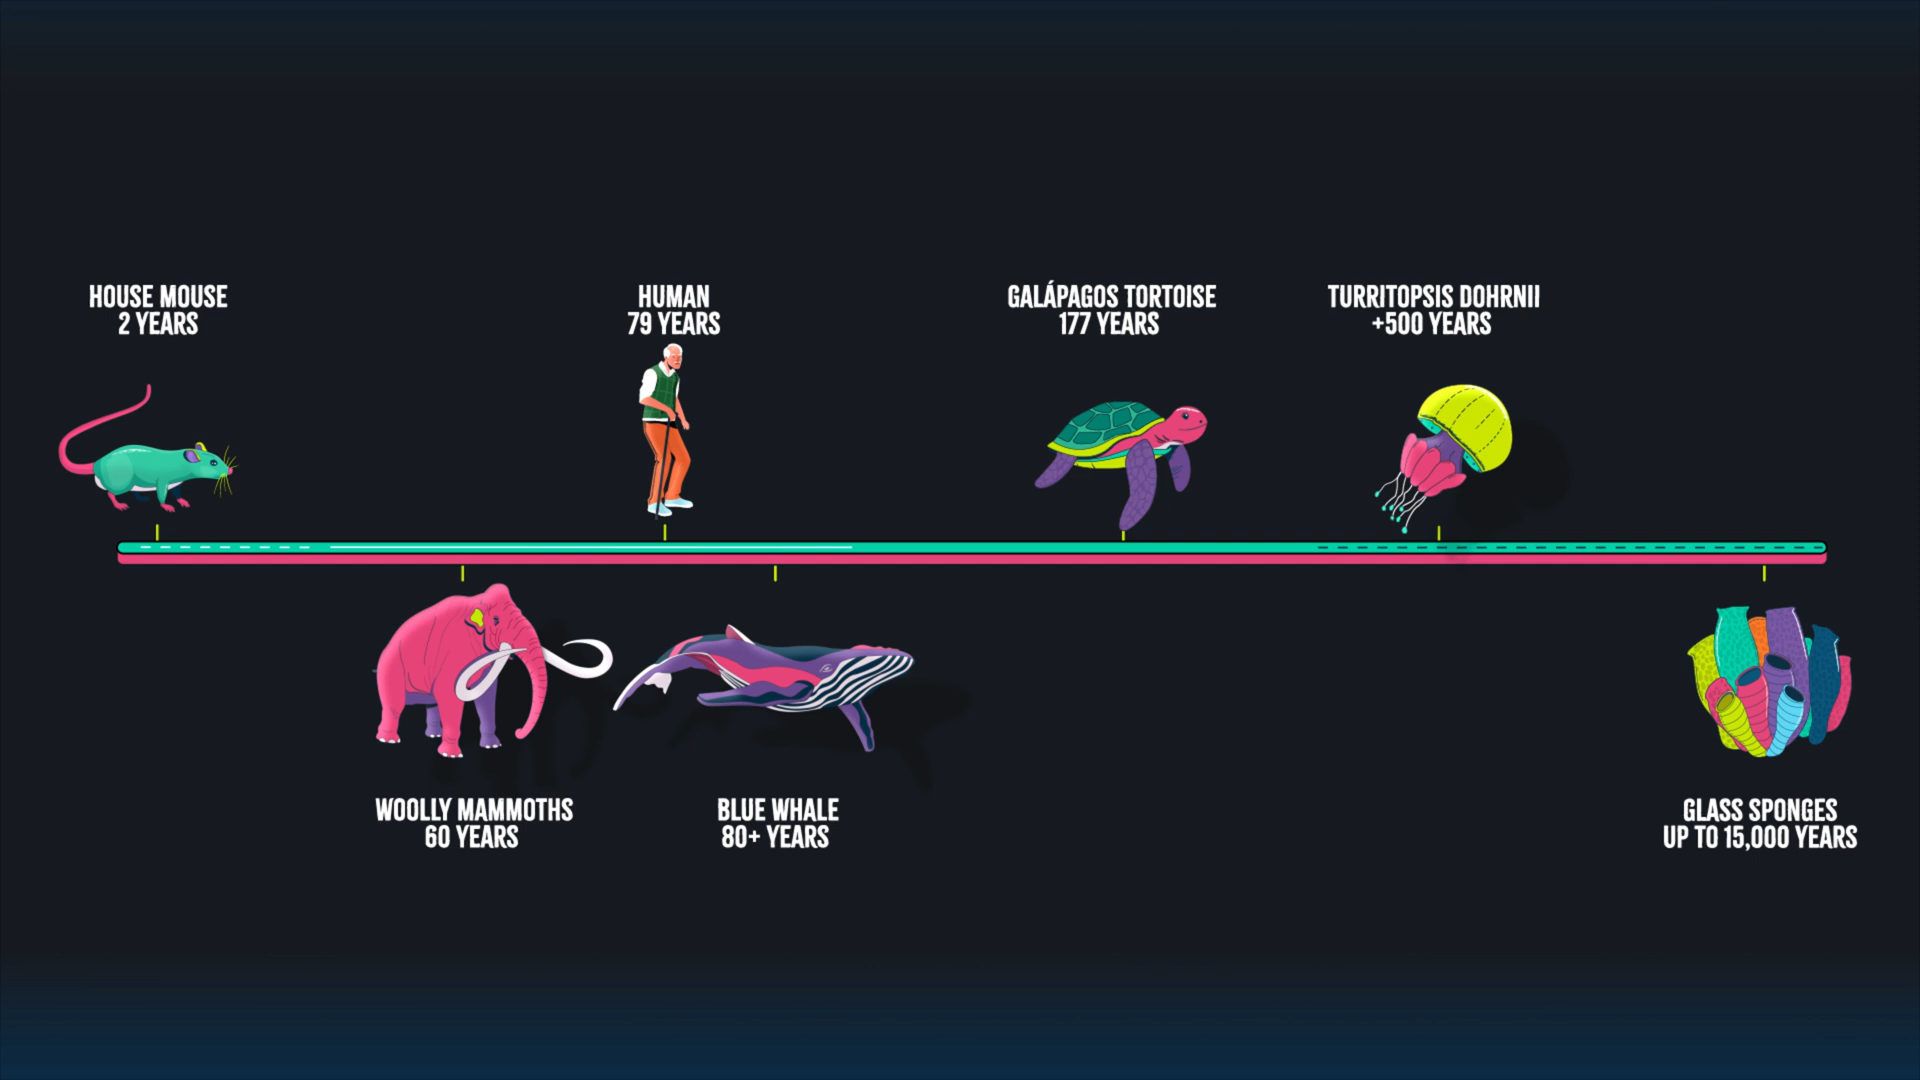 HOUSE MOUSE
2 YEARS
HUMAN
79 YEARS
GALÁPAGOS TORTOISE
177 YEARS
TURRITOPSIS DOHRNII
+500 YEARS
WOOLLY MAMMOTHS
60 YEARS
BLUE WHALE
80+ YEARS
GLASS SPONGES
UP TO 15,000 YEARS